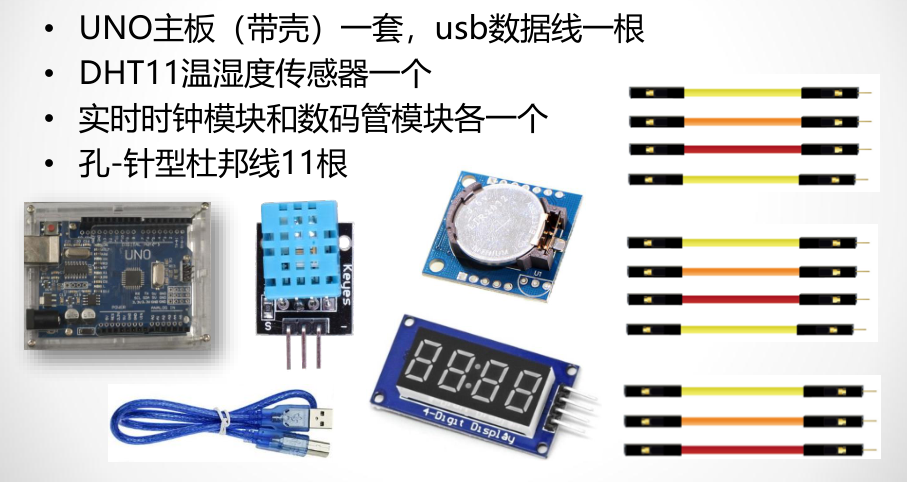 • UNO主板（带壳）一套，usb数据线一根
• DHT11温湿度传感器一个
• 实时时钟模块和数码管模块各一个
• 孔-针型杜邦线11根
UNO
Keyes
S
-
U1
88:88
4-Digit Display